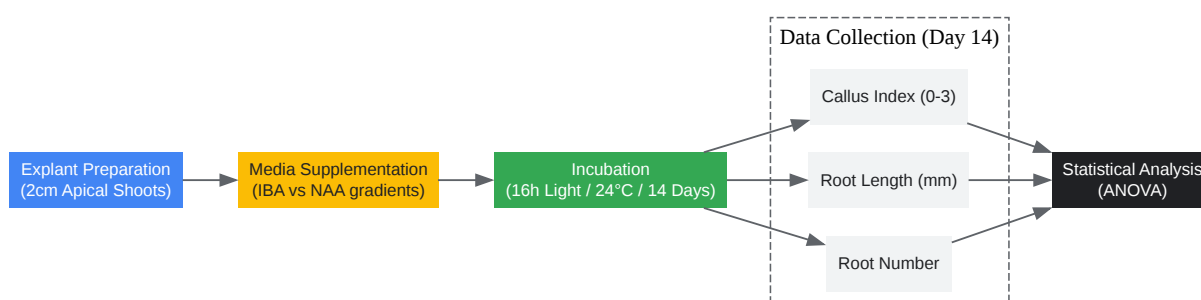 Data Collection (Day 14)
Callus Index (0-3)
Explant Preparation
(2cm Apical Shoots)
Media Supplementation
(IBA vs NAA gradients)
Incubation
(16h Light / 24°C / 14 Days)
Root Length (mm)
Statistical Analysis
(ANOVA)
Root Number